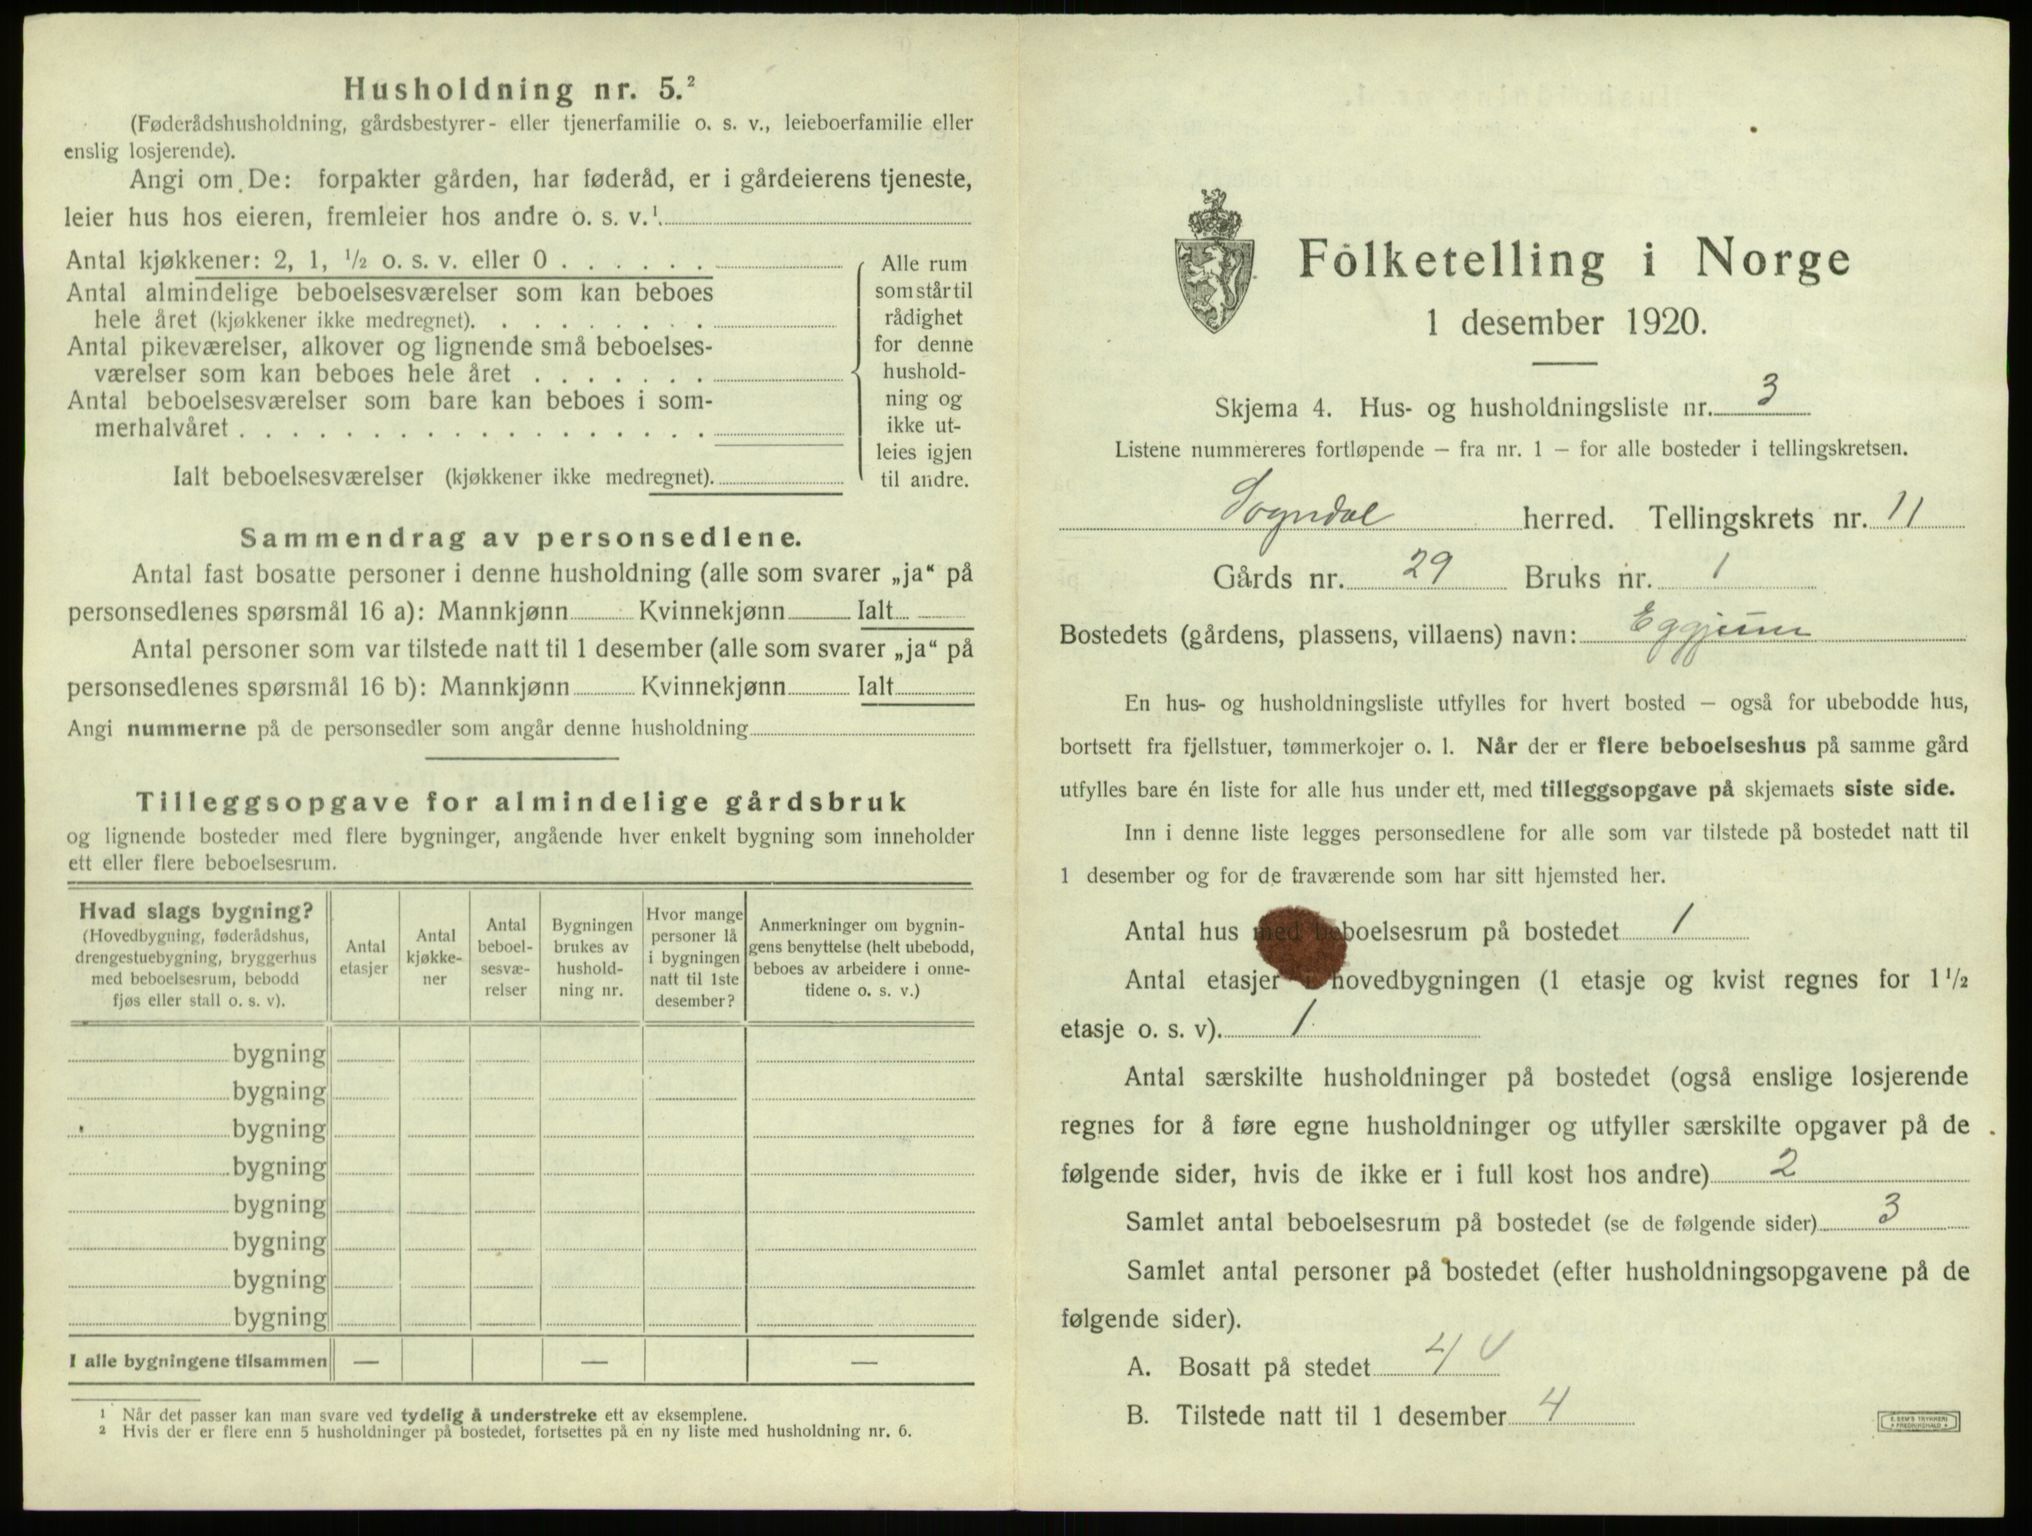 Husholdning nr. 5.²
(Føderådshusholdning, gårdsbestyrer- eller tjenerfamilie o. s. v., leieboerfamilie eller
enslig losjerende).
Angi om De: forpakter gården, har føderåd, er i gårdeierens tjeneste,
leier hus hos eieren, fremleier hos andre o. s. v.¹
Antal kjøkkener: 2, 1, ½ o. s. v. eller 0 . . . . . .
Antal almindelige beboelsesværelser som kan beboes
hele året (kjøkkener ikke medregnet). . . . . . . . .
Antal pikeværelser, alkover og lignende små beboelses-
værelser som kan beboes hele året . . . . . . .
Antal beboelsesværelser som bare kan beboes i som-
merhalvåret . . . . . . . . . . . . . . . . . .
Ialt beboelsesværelser (kjøkkener ikke medregnet).
Alle rum
som står til
rådighet
for denne
hushold-
ning og
ikke ut-
leies igjen
til andre.
Sammendrag av personsedlene.
Antal fast bosatte personer i denne husholdning (alle som svarer „ja“ på
personsedlenes spørsmål 16 a): Mannkjønn Kvinnekjønn Ialt
Antal personer som var tilstede natt til 1 desember (alle som svarer „ja“ på
personsedlenes spørsmål 16 b): Mannkjønn Kvinnekjønn Ialt
Angi nummerne på de personsedler som angår denne husholdning
Tilleggsopgave for almindelige gårdsbruk
og lignende bosteder med flere bygninger, angående hver enkelt bygning som inneholder
ett eller flere beboelsesrum.
Hvad slags bygning?
(Hovedbygning, føderådshus,
drengestuebygning, bryggerhus
med beboelsesrum, bebodd
fjøs eller stall o. s. v).
Antal
etasjer
Antal
kjøkke-
ner
Antal
beboel-
sesvæ-
relser
Bygningen
brukes av
hushold-
ning nr.
Hvor mange
personer lå
i bygningen
natt til 1ste
desember?
Anmerkninger om bygnin-
gens benyttelse (helt ubebodd,
beboes av arbeidere i onne-
tidene o. s. v.)
bygning
bygning
bygning
bygning
bygning
bygning
bygning
bygning
I alle bygningene tilsammen — — —
¹ Når det passer kan man svare ved tydelig å understreke ett av eksemplene.
² Hvis der er flere enn 5 husholdninger på bostedet, fortsettes på en ny liste med husholdning nr. 6.
Folketelling i Norge
1 desember 1920.
Skjema 4. Hus- og husholdningsliste nr. 3
Listene nummereres fortløpende – fra nr. 1 – for alle bosteder i tellingskretsen.
Sogndal herred. Tellingskrets nr. 11
Gårds nr. 29 Bruks nr. 1
Bostedets (gårdens, plassens, villaens) navn: Eggjum
En hus- og husholdningsliste utfylles for hvert bosted – også for ubebodde hus,
bortsett fra fjellstuer, tømmerkojer o. l. Når der er flere beboelseshus på samme gård
utfylles bare én liste for alle hus under ett, med tilleggsopgave på skjemaets siste side.
Inn i denne liste legges personsedlene for alle som var tilstede på bostedet natt til
1 desember og for de fraværende som har sitt hjemsted her.
Antal hus med beboelsesrum på bostedet 1
Antal etasjer i hovedbygningen (1 etasje og kvist regnes for 1½
etasje o. s. v). 1
Antal særskilte husholdninger på bostedet (også enslige losjerende
regnes for å føre egne husholdninger og utfyller særskilte opgaver på de
følgende sider, hvis de ikke er i full kost hos andre) 2
Samlet antal beboelsesrum på bostedet (se de følgende sider) 3
Samlet antal personer på bostedet (efter husholdningsopgavene på de
følgende sider).
A. Bosatt på stedet 4
B. Tilstede natt til 1 desember 4